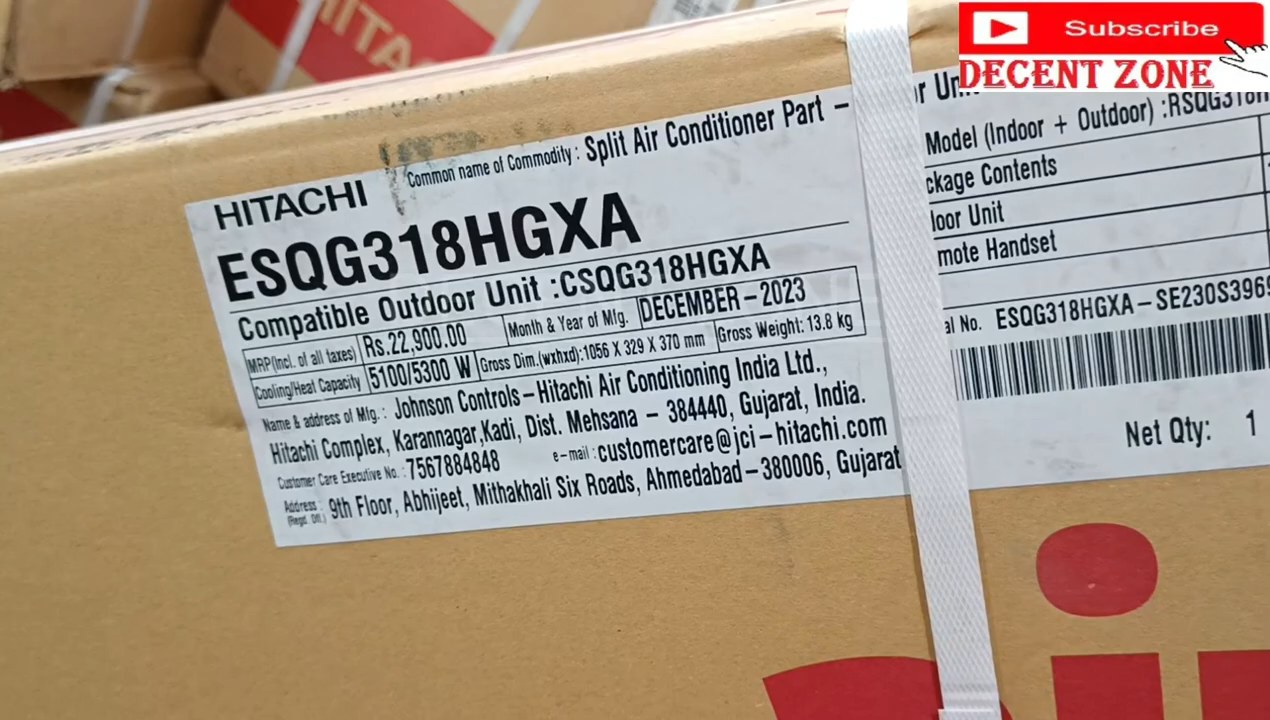 Subscribe
DECENT ZONE
HITACHI
Common name of Commodity : Split Air Conditioner Part –
ESQG318HGXA
Compatible Outdoor Unit :CSQG318HGXA
MRP(Incl. of all taxes) Rs.22,900.00 Month & Year of Mfg. DECEMBER – 2023
Cooling/Heat Capacity 5100/5300 W Gross Dim.(wxhxd):1056 X 329 X 370 mm Gross Weight: 13.8 kg
Name & address of Mfg. : Johnson Controls – Hitachi Air Conditioning India Ltd.,
Hitachi Complex, Karannagar,Kadi, Dist. Mehsana – 384440, Gujarat, India.
Customer Care Executive No. : 7567884848 e-mail : customercare@jci-hitachi.com
Address : 9th Floor, Abhijeet, Mithakhali Six Roads, Ahmedabad – 380006, Gujarat
(Regd. Off.)
Model (Indoor + Outdoor) :RSQG318H
ckage Contents
door Unit
mote Handset
al No. ESQG318HGXA – SE230S3969
Net Qty: 1